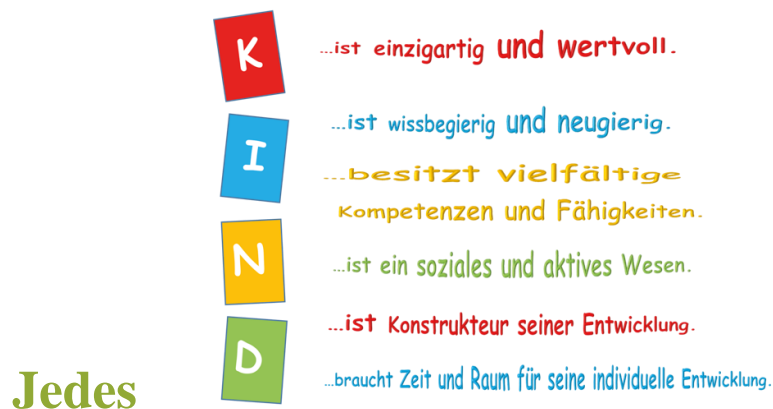 K
...ist einzigartig und wertvoll.
I
...ist wissbegierig und neugierig.
...besitzt vielfältige
Kompetenzen und Fähigkeiten.
N
...ist ein soziales und aktives Wesen.
...ist Konstrukteur seiner Entwicklung.
D
Jedes
...braucht Zeit und Raum für seine individuelle Entwicklung.